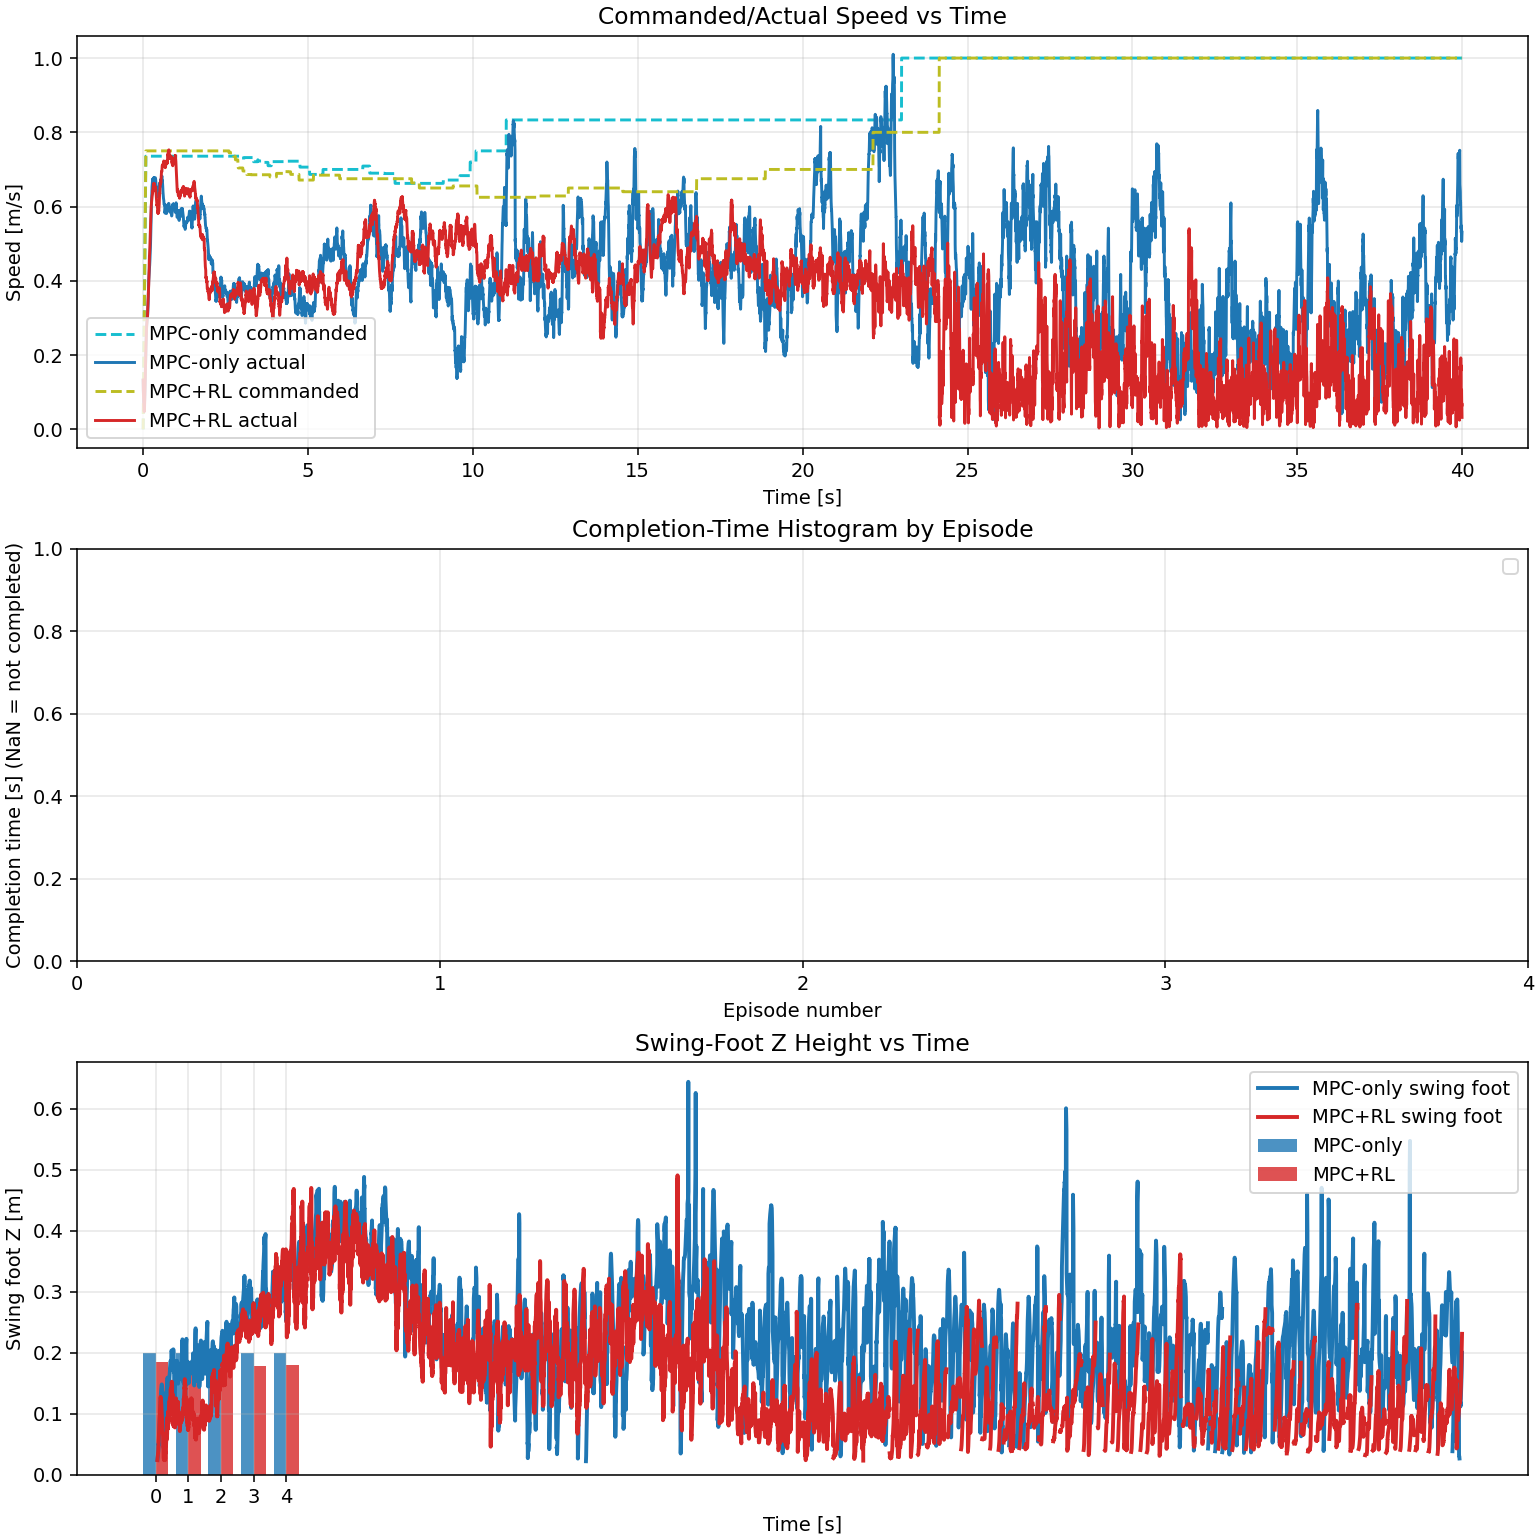 Commanded/Actual Speed vs Time
Speed [m/s]
1.0
0.8
0.6
0.4
0.2
0.0
MPC-only commanded
MPC-only actual
MPC+RL commanded
MPC+RL actual
0 5 10 15 20 25 30 35 40
Time [s]
Completion-Time Histogram by Episode
Completion time [s] (NaN = not completed)
1.0
0.8
0.6
0.4
0.2
0.0
0 1 2 3 4
Episode number
Swing-Foot Z Height vs Time
Swing foot Z [m]
0.6
0.5
0.4
0.3
0.2
0.1
0.0
MPC-only swing foot
MPC+RL swing foot
MPC-only
MPC+RL
0 1 2 3 4
Time [s]